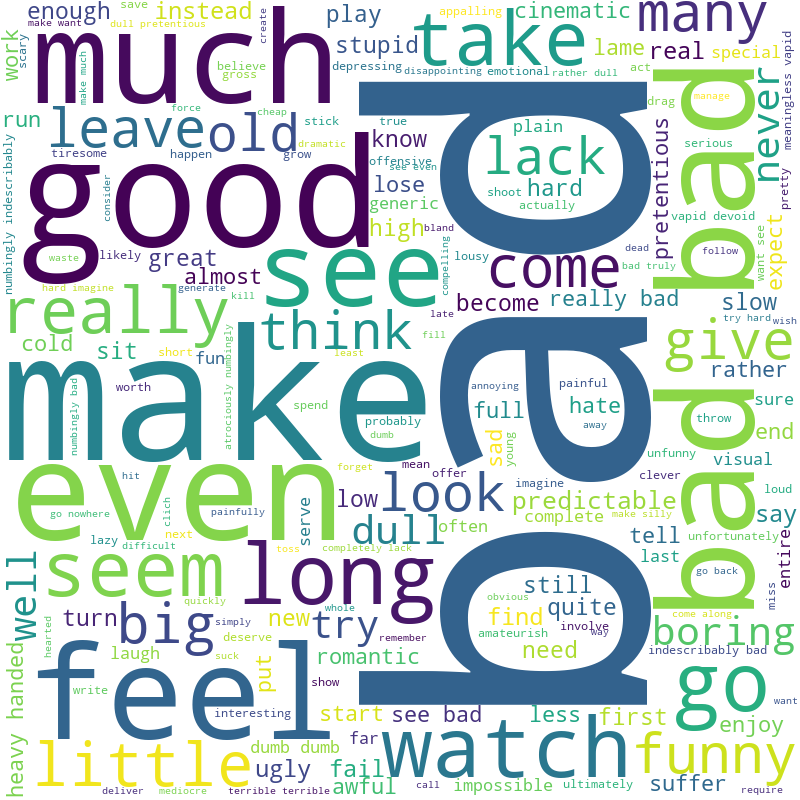 enough
save
instead
dull pretentious
make want
scary
work
much
create
make much
play
stupid
believe
gross
depressing
appalling
cinematic
take
disappointing
emotional
rather dull
lame
act
many
real
special
meaningless vapid
run
leave
old
force
cheap
stick
true
dramatic
know
tiresome
happen
grow
offensive
see even
plain
lack
shoot
hard
actually
drag
manage
pretentious
serious
never
pretty
numbingly indescribably
consider
good
lose
generic
high
bland
vapid devoid
want see
expect
follow
waste
likely
great
almost
see
compelling
lousy
dead
bad truly
come
hard imagine
generate
kill
late
become
really bad
slow
try hard
wish
really
think
fill
bad
bad bad
give
cold
sit
short
fun
atrociously numbingly
least
numbingly bad
worth
make
spend
probably
dumb
annoying
painful
full
hate
away
rather
sure
throw
end
sad
young
unfunny
forget
mean
offer
imagine
clever
visual
loud
even
hit
go nowhere
clich
painfully
low
look
predictable
complete
make silly
say
serve
lazy
difficult
next
dull
often
tell
unfortunately
last
entire
toss
completely lack
seem
long
obvious
still
go back
miss
well
quickly
whole
quite
come along
hearted
turn
big
simply
new
try
remember
find
involve
way
amateurish
boring
deserve
laugh
suck
put
romantic
need
indescribably bad
heavy handed
feel
write
show
interesting
start
see bad
less
first
go
want
enjoy
little
dumb dumb
far
watch
funny
ugly
fail
awful
call
impossible
ultimately
suffer
deliver
mediocre
terrible terrible
require